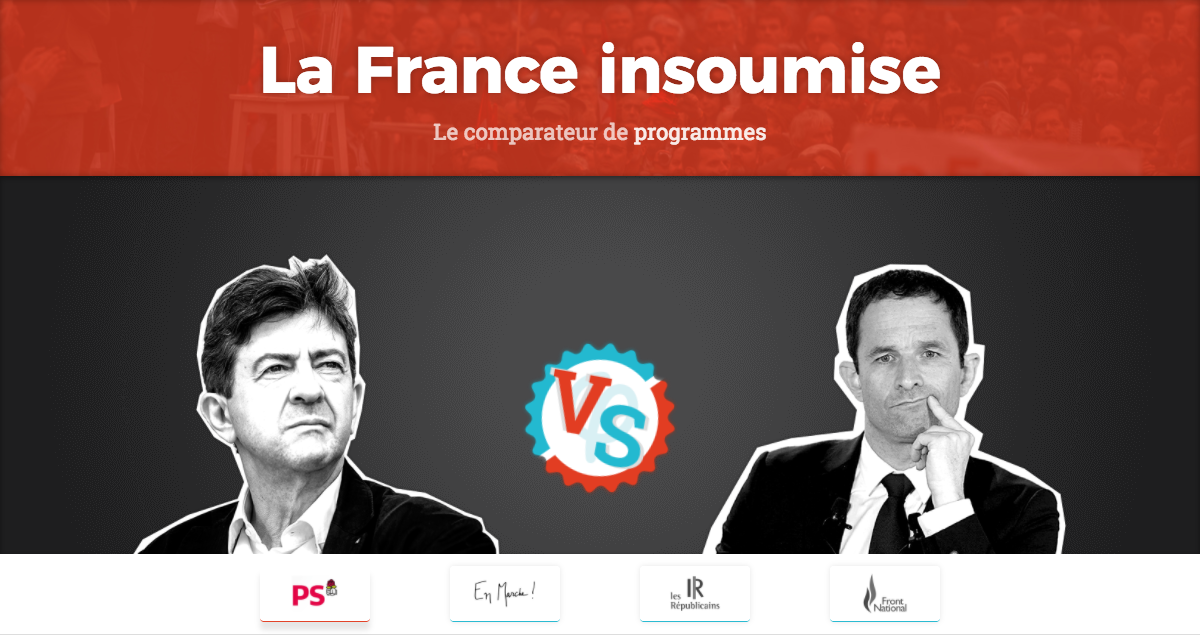 La France insoumise
Le comparateur de programmes
VS
PS
En Marche !
lR
les
Républicains
Front
National